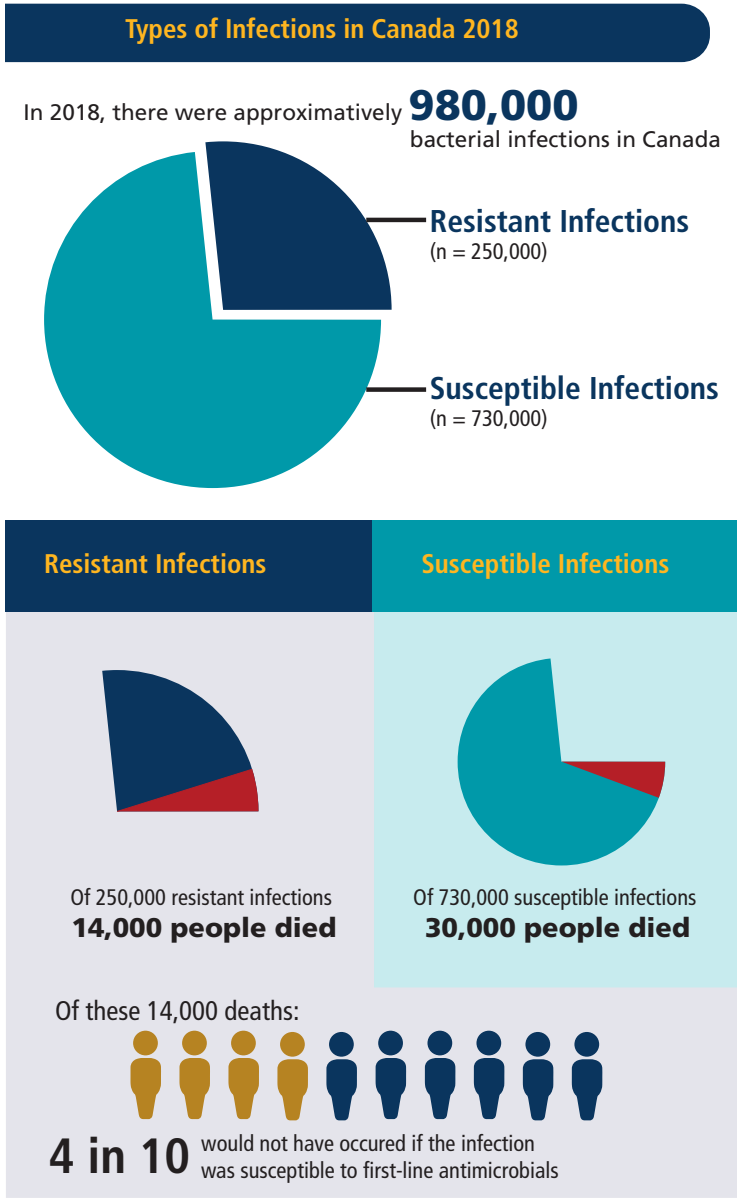 Types of Infections in Canada 2018
In 2018, there were approximatively 980,000
bacterial infections in Canada
Resistant Infections
(n = 250,000)
Susceptible Infections
(n = 730,000)
Resistant Infections
Susceptible Infections
Of 250,000 resistant infections
14,000 people died
Of 730,000 susceptible infections
30,000 people died
Of these 14,000 deaths:
4 in 10 would not have occured if the infection
was susceptible to first-line antimicrobials